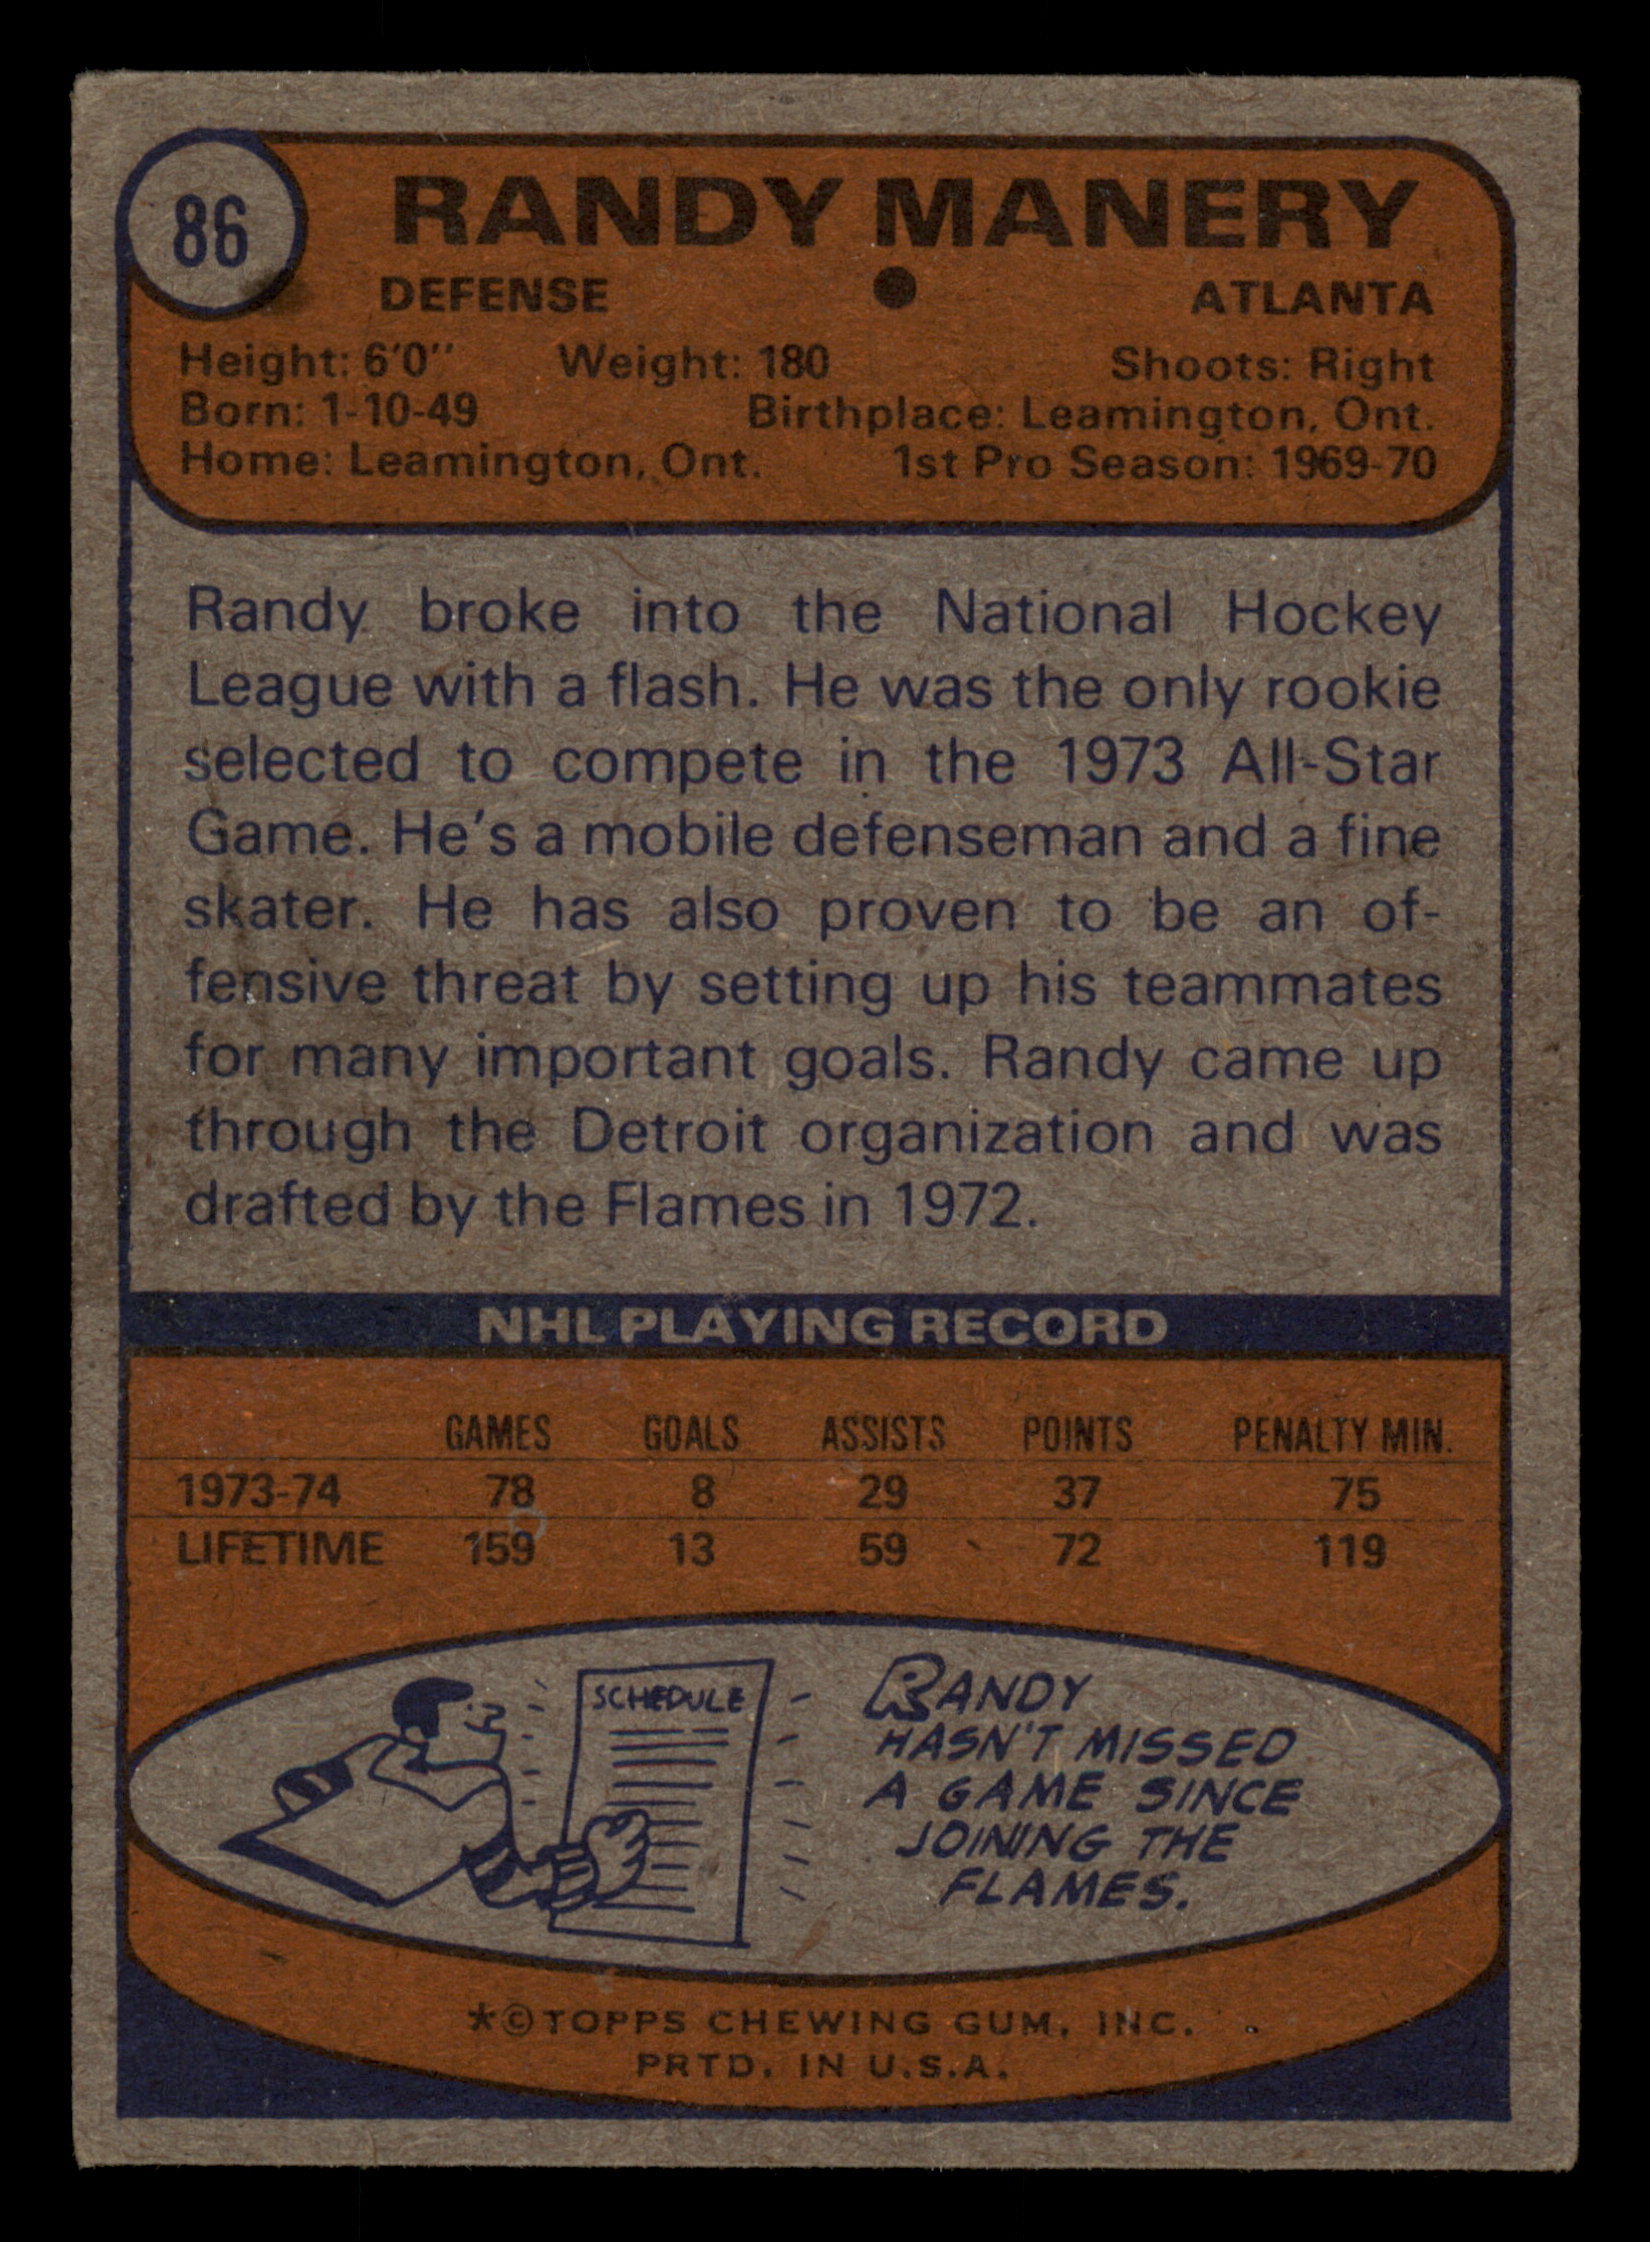 86
RANDY MANERY
DEFENSE ● ATLANTA
Height: 6'0" Weight: 180 Shoots: Right
Born: 1-10-49 Birthplace: Leamington, Ont.
Home: Leamington, Ont. 1st Pro Season: 1969-70
Randy broke into the National Hockey
League with a flash. He was the only rookie
selected to compete in the 1973 All-Star
Game. He's a mobile defenseman and a fine
skater. He has also proven to be an of-
fensive threat by setting up his teammates
for many important goals. Randy came up
through the Detroit organization and was
drafted by the Flames in 1972.
NHL PLAYING RECORD
GAMES GOALS ASSISTS POINTS PENALTY MIN.
1973-74 78 8 29 37 75
LIFETIME 159 13 59 72 119
SCHEDULE
RANDY
HASN'T MISSED
A GAME SINCE
JOINING THE
FLAMES.
*©TOPPS CHEWING GUM, INC.
PRTD. IN U.S.A.